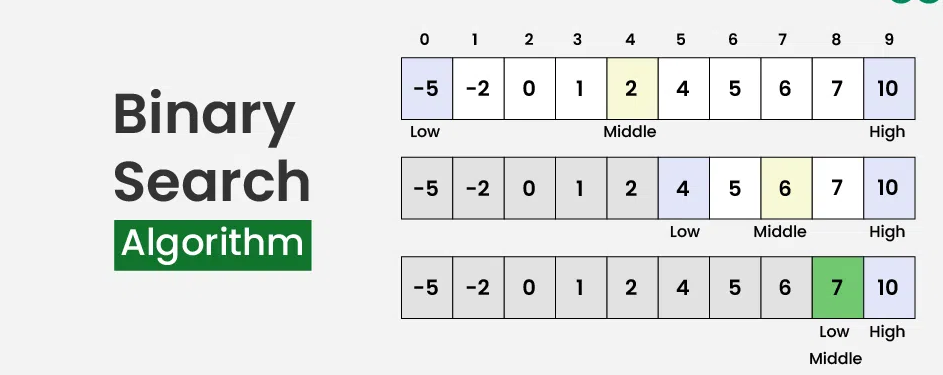 Binary
Search
Algorithm
0 1 2 3 4 5 6 7 8 9
-5 -2 0 1 2 4 5 6 7 10
Low Middle High
-5 -2 0 1 2 4 5 6 7 10
Low Middle High
-5 -2 0 1 2 4 5 6 7 10
Low High
Middle